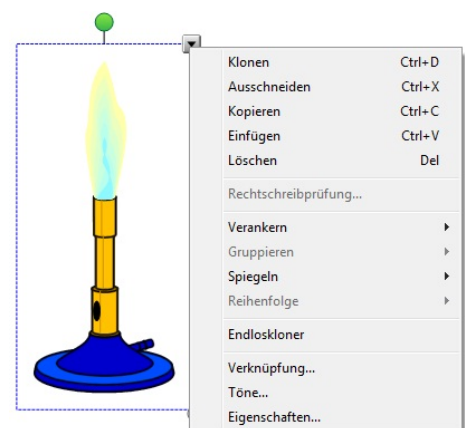 Klonen Ctrl+D
Ausschneiden Ctrl+X
Kopieren Ctrl+C
Einfügen Ctrl+V
Löschen Del
Rechtschreibprüfung...
Verankern
Gruppieren
Spiegeln
Reihenfolge
Endloskloner
Verknüpfung...
Töne...
Eigenschaften...